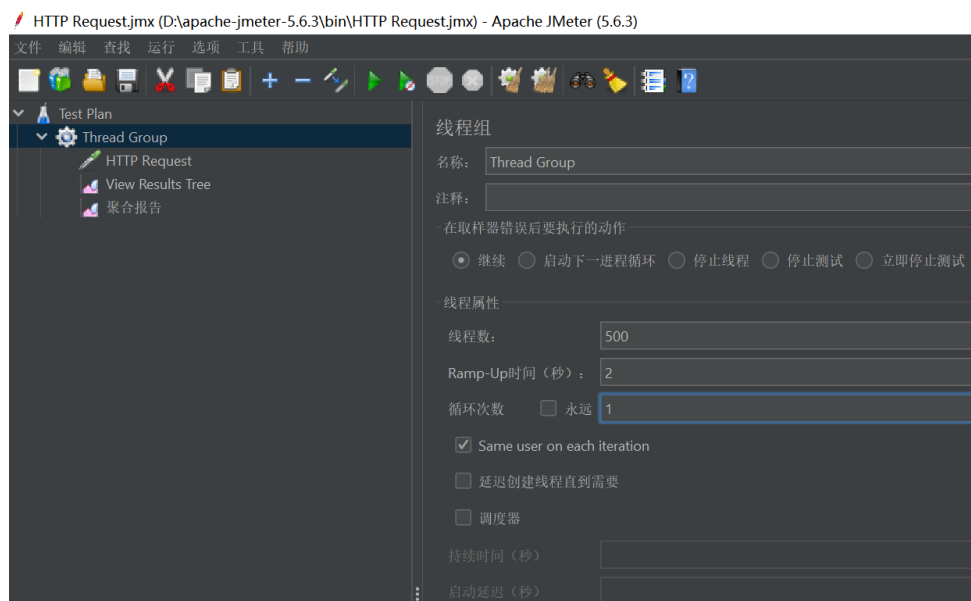 HTTP Request.jmx (D:\apache-jmeter-5.6.3\bin\HTTP Request.jmx) - Apache JMeter (5.6.3)
文件 编辑 查找 运行 选项 工具 帮助
STOP
Test Plan
Thread Group
HTTP Request
View Results Tree
聚合报告
线程组
名称： Thread Group
注释：
在取样器错误后要执行的动作
继续 启动下一进程循环 停止线程 停止测试 立即停止测试
线程属性
线程数： 500
Ramp-Up时间（秒）： 2
循环次数 永远 1
Same user on each iteration
延迟创建线程直到需要
调度器
持续时间（秒）
启动延迟（秒）